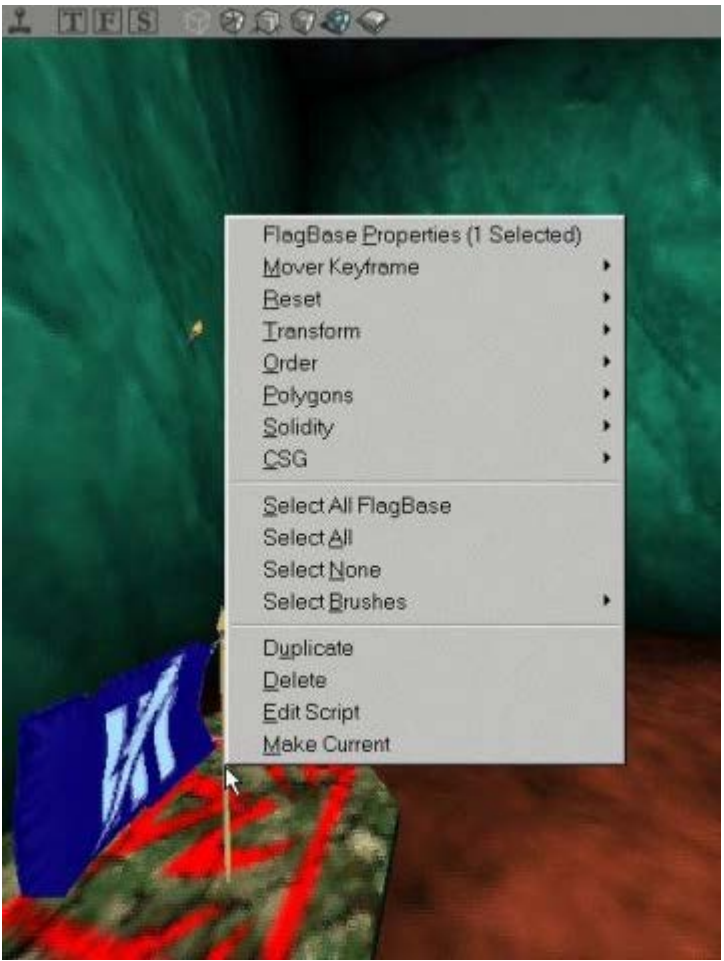 T F S
FlagBase Properties (1 Selected)
Mover Keyframe
Reset
Transform
Order
Polygons
Solidity
CSG
Select All FlagBase
Select All
Select None
Select Brushes
Duplicate
Delete
Edit Script
Make Current